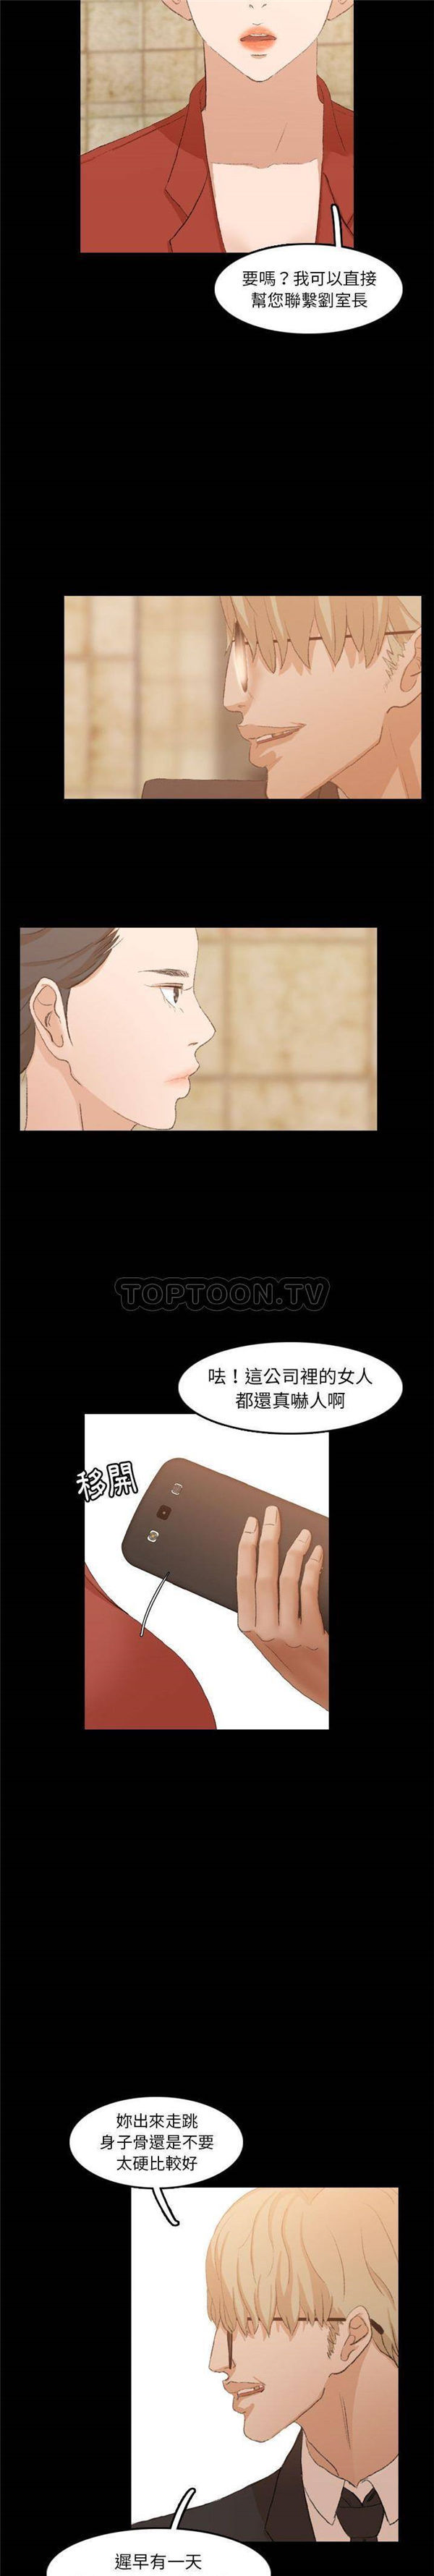 要嗎？我可以直接
幫您聯繫劉室長
TOPTOON.TV
呿！這公司裡的女人
都還真嚇人啊
移開
妳出來走跳
身子骨還是不要
太硬比較好
遲早有一天